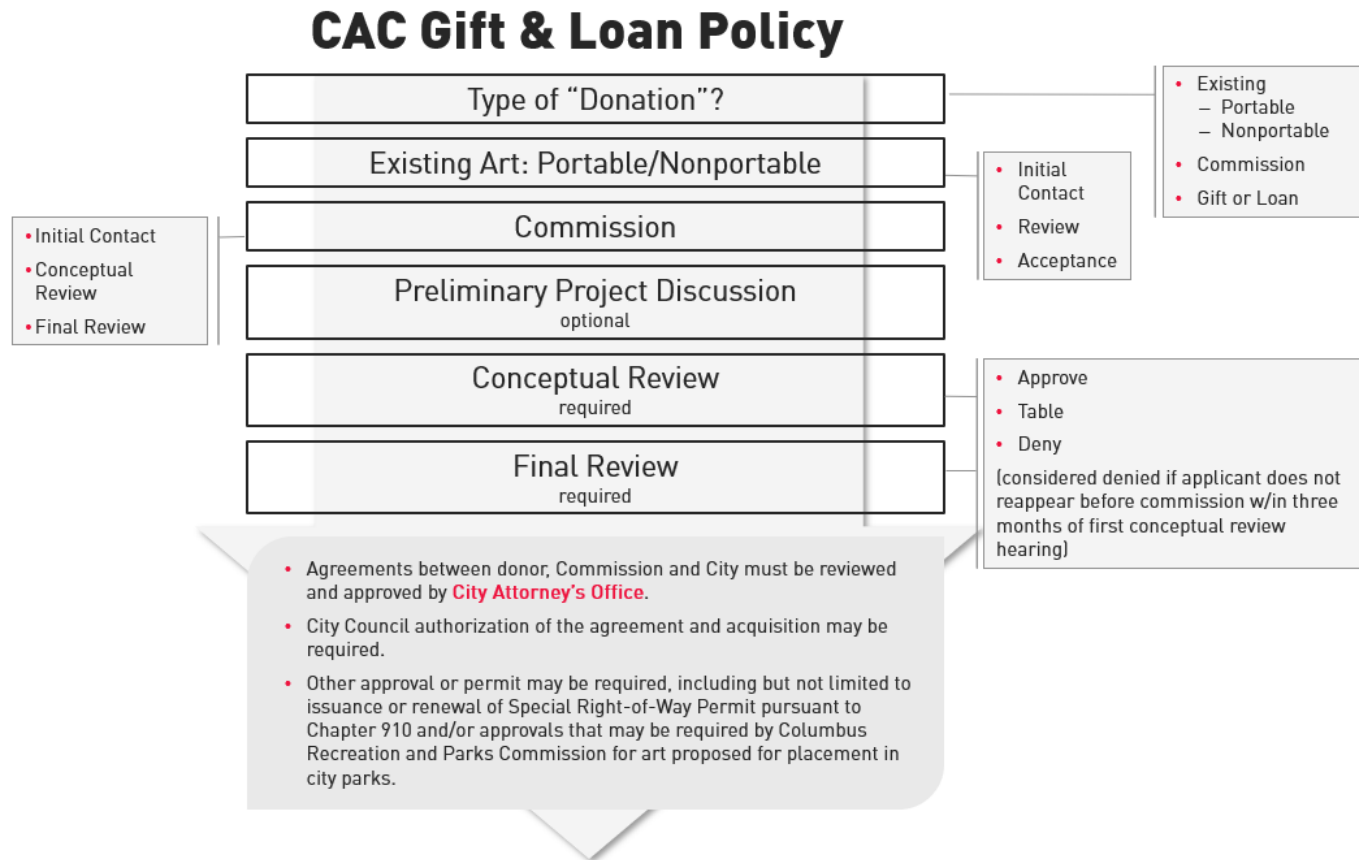 CAC Gift & Loan Policy
Type of “Donation”?
• Existing
– Portable
– Nonportable
• Commission
• Gift or Loan
Existing Art: Portable/Nonportable
• Initial
Contact
• Review
• Acceptance
Commission
• Initial Contact
• Conceptual
Review
• Final Review
Preliminary Project Discussion
optional
Conceptual Review
required
Final Review
required
• Approve
• Table
• Deny
(considered denied if applicant does not
reappear before commission w/in three
months of first conceptual review
hearing)
• Agreements between donor, Commission and City must be reviewed
and approved by City Attorney's Office.
• City Council authorization of the agreement and acquisition may be
required.
• Other approval or permit may be required, including but not limited to
issuance or renewal of Special Right-of-Way Permit pursuant to
Chapter 910 and/or approvals that may be required by Columbus
Recreation and Parks Commission for art proposed for placement in
city parks.